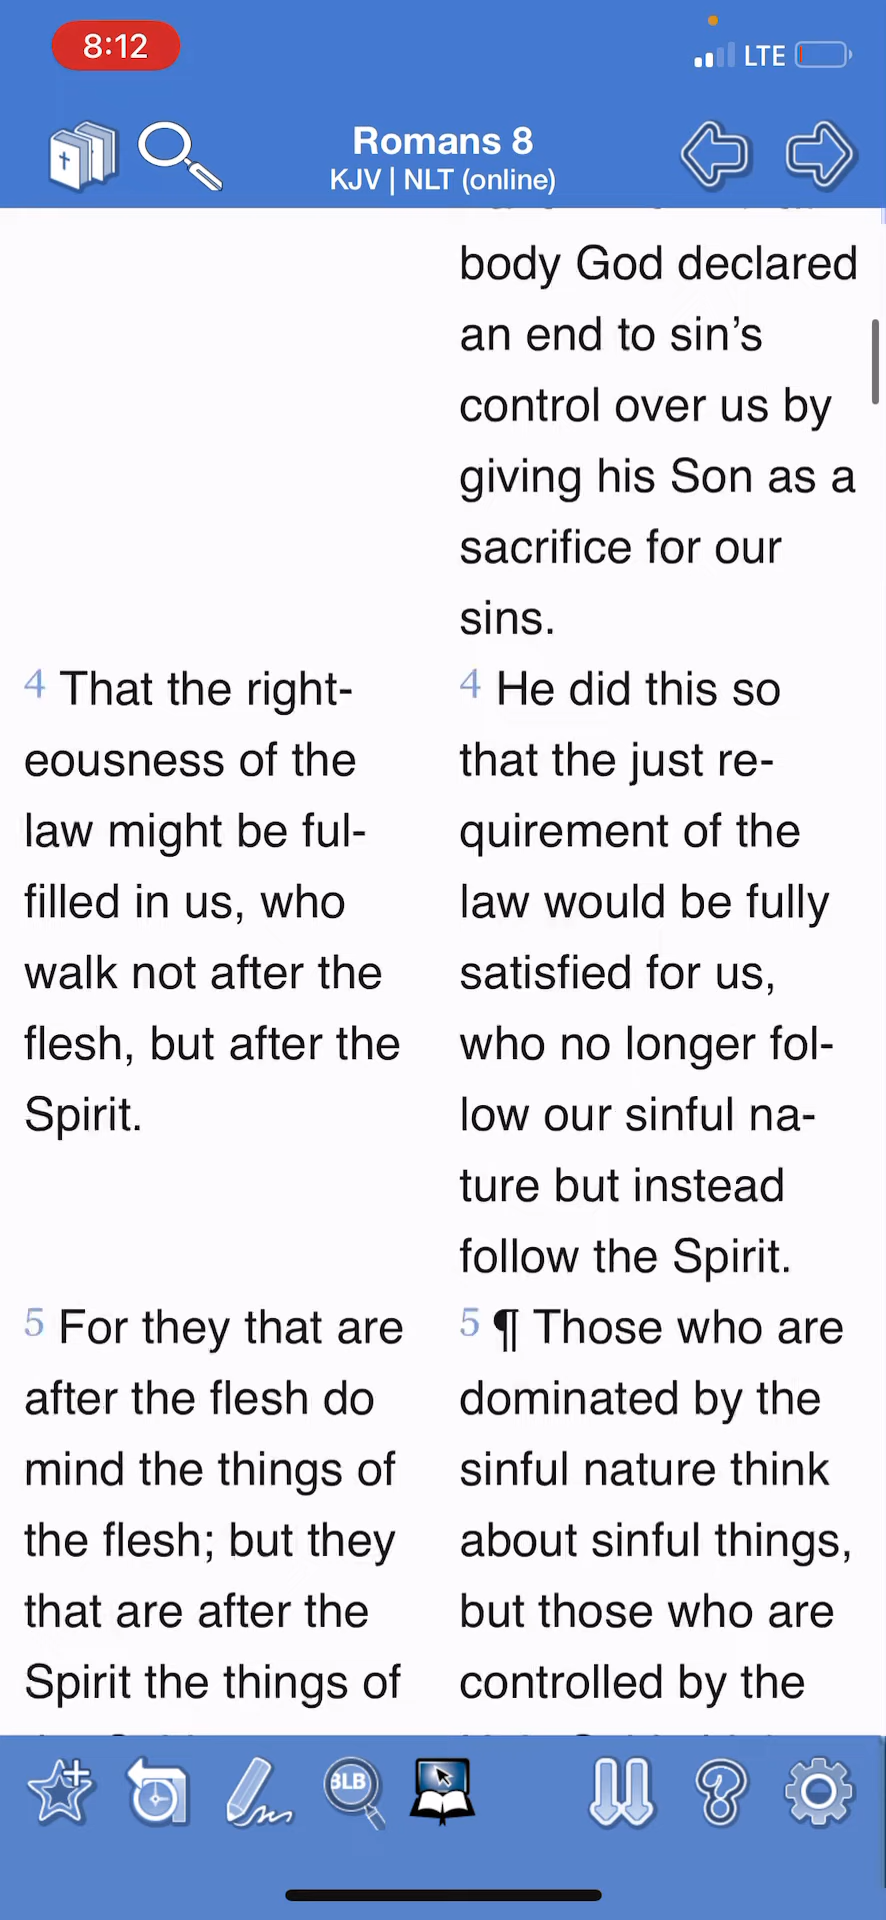 8:12
LTE
Romans 8
KJV | NLT (online)
body God declared
an end to sin’s
control over us by
giving his Son as a
sacrifice for our
sins.
4 That the right-
eousness of the
law might be ful-
filled in us, who
walk not after the
flesh, but after the
Spirit.
4 He did this so
that the just re-
quirement of the
law would be fully
satisfied for us,
who no longer fol-
low our sinful na-
ture but instead
follow the Spirit.
5 For they that are
after the flesh do
mind the things of
the flesh; but they
that are after the
Spirit the things of
5 ¶ Those who are
dominated by the
sinful nature think
about sinful things,
but those who are
controlled by the
BLB